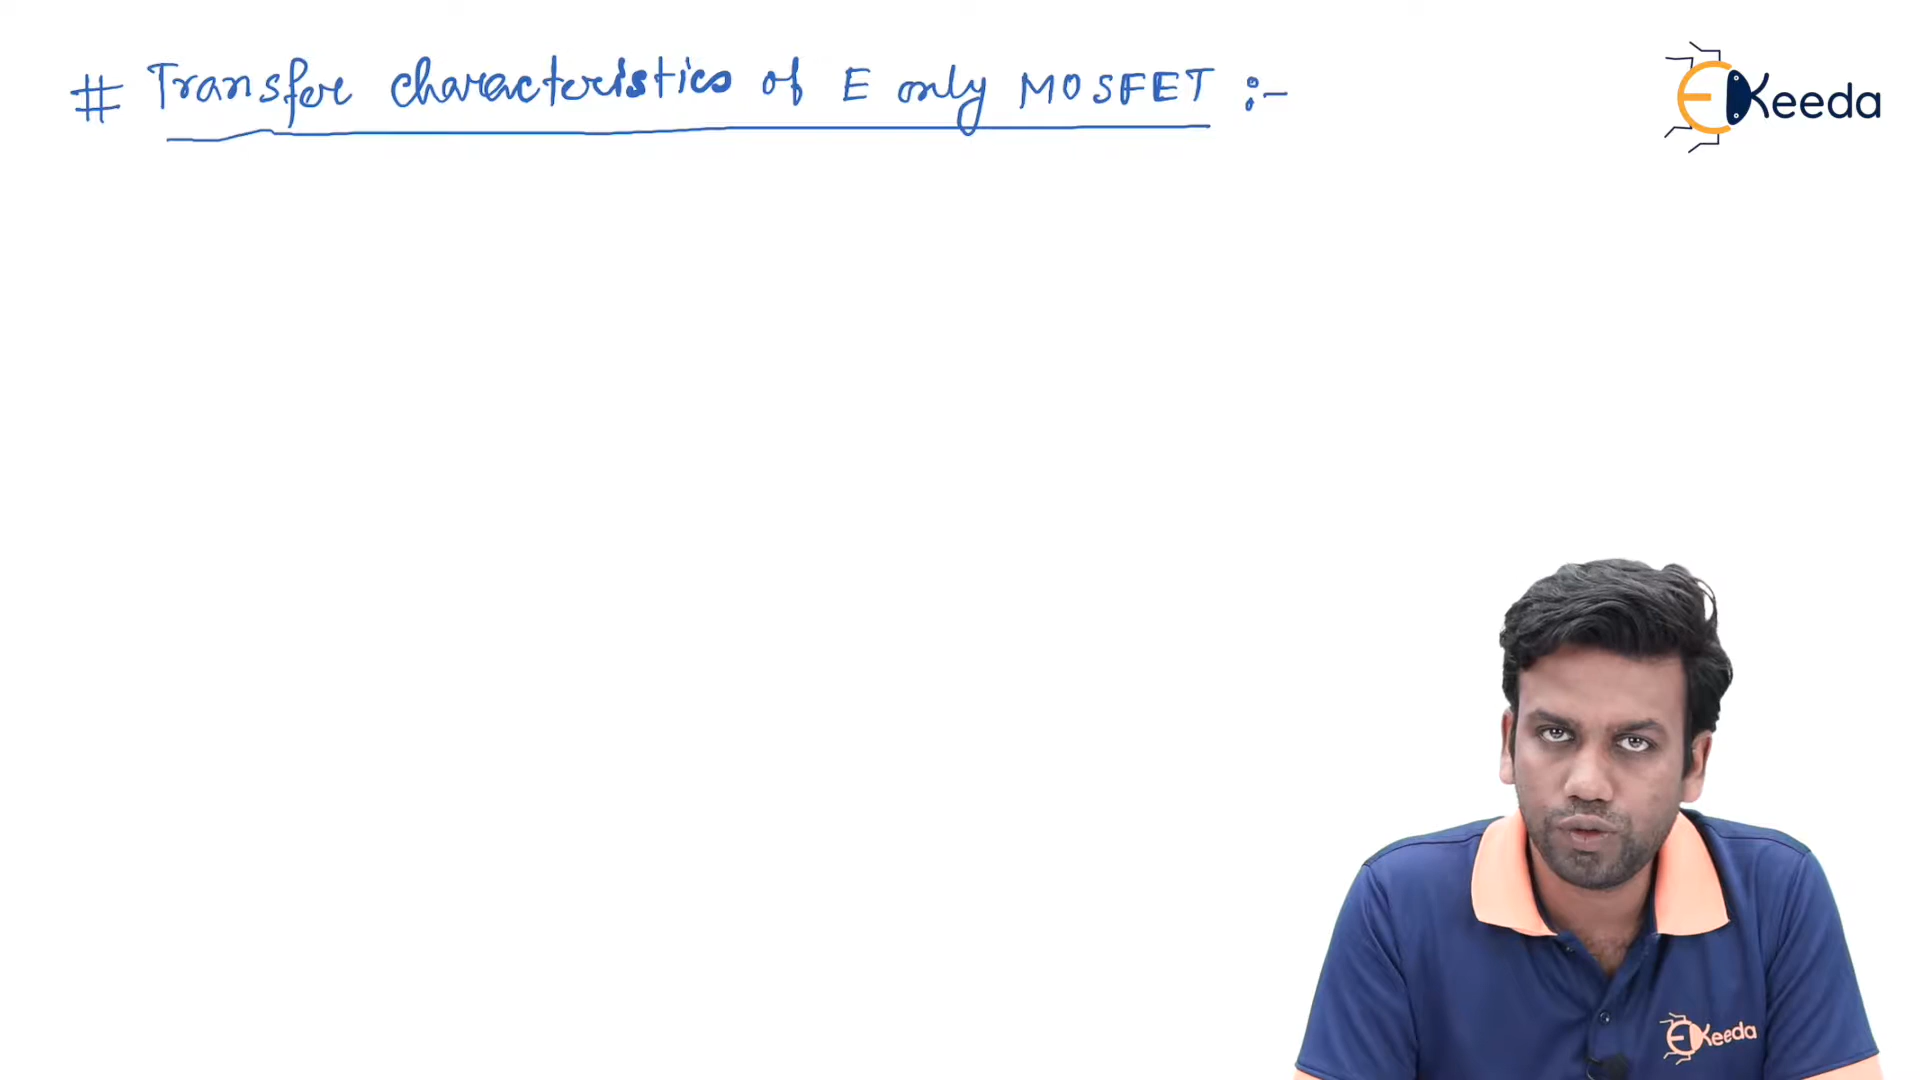 # Transfer characteristics of E only MOSFET :-
EKeeda
EKeeda